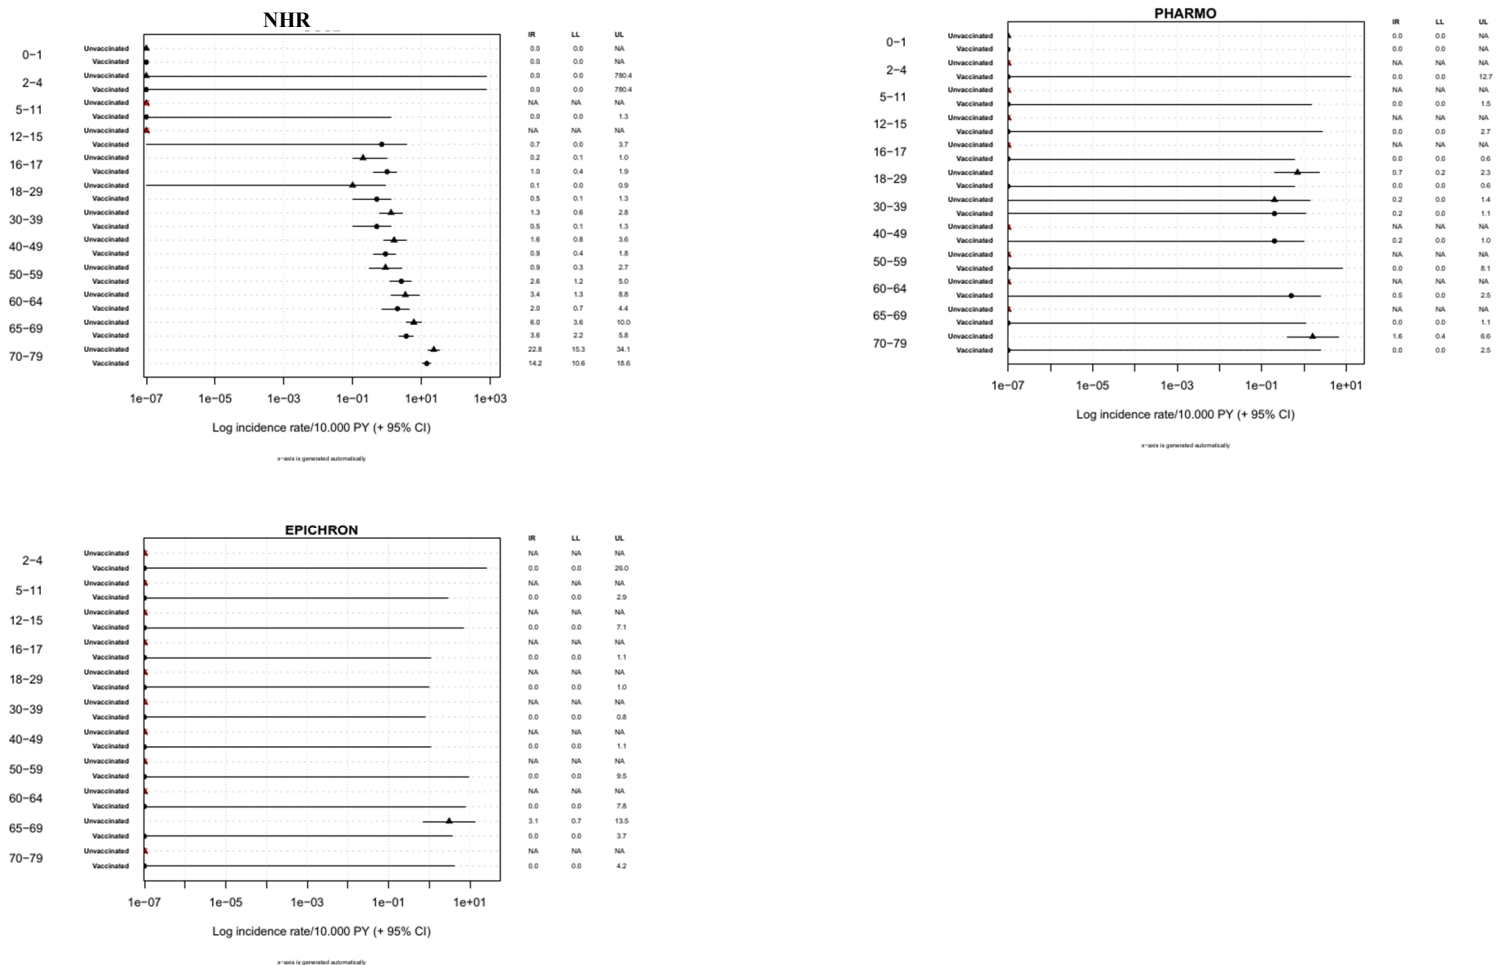 NHR
IR LL UL
0−1
Unvaccinated 0.0 0.0 NA
Vaccinated 0.0 0.0 NA
2−4
Unvaccinated 0.0 0.0 780.4
Vaccinated 0.0 0.0 780.4
5−11
Unvaccinated NA NA NA
Vaccinated 0.0 0.0 1.3
12−15
Unvaccinated NA NA NA
Vaccinated 0.7 0.0 3.7
16−17
Unvaccinated 0.2 0.1 1.0
Vaccinated 1.0 0.4 1.9
18−29
Unvaccinated 0.1 0.0 0.9
Vaccinated 0.5 0.1 1.3
30−39
Unvaccinated 1.3 0.6 2.8
Vaccinated 0.5 0.1 1.3
40−49
Unvaccinated 1.6 0.8 3.6
Vaccinated 0.9 0.4 1.8
50−59
Unvaccinated 0.9 0.3 2.7
Vaccinated 2.6 1.2 5.0
60−64
Unvaccinated 3.4 1.3 8.8
Vaccinated 2.0 0.7 4.4
65−69
Unvaccinated 6.0 3.6 10.0
Vaccinated 3.6 2.2 5.8
70−79
Unvaccinated 22.8 15.3 34.1
Vaccinated 14.2 10.6 18.6
1e−07 1e−05 1e−03 1e−01 1e+01 1e+03
Log incidence rate/10.000 PY (+ 95% CI)
x−axis is generated automatically
PHARMO
IR LL UL
0−1
Unvaccinated 0.0 0.0 NA
Vaccinated 0.0 0.0 NA
2−4
Unvaccinated NA NA NA
Vaccinated 0.0 0.0 12.7
5−11
Unvaccinated NA NA NA
Vaccinated 0.0 0.0 1.5
12−15
Unvaccinated NA NA NA
Vaccinated 0.0 0.0 2.7
16−17
Unvaccinated NA NA NA
Vaccinated 0.0 0.0 0.6
18−29
Unvaccinated 0.7 0.2 2.3
Vaccinated 0.0 0.0 0.6
30−39
Unvaccinated 0.2 0.0 1.4
Vaccinated 0.2 0.0 1.1
40−49
Unvaccinated NA NA NA
Vaccinated 0.2 0.0 1.0
50−59
Unvaccinated NA NA NA
Vaccinated 0.0 0.0 8.1
60−64
Unvaccinated NA NA NA
Vaccinated 0.5 0.0 2.5
65−69
Unvaccinated NA NA NA
Vaccinated 0.0 0.0 1.1
70−79
Unvaccinated 1.6 0.4 6.6
Vaccinated 0.0 0.0 2.5
1e−07 1e−05 1e−03 1e−01 1e+01
Log incidence rate/10.000 PY (+ 95% CI)
x−axis is generated automatically
EPICHRON
IR LL UL
2−4
Unvaccinated NA NA NA
Vaccinated 0.0 0.0 26.0
5−11
Unvaccinated NA NA NA
Vaccinated 0.0 0.0 2.9
12−15
Unvaccinated NA NA NA
Vaccinated 0.0 0.0 7.1
16−17
Unvaccinated NA NA NA
Vaccinated 0.0 0.0 1.1
18−29
Unvaccinated NA NA NA
Vaccinated 0.0 0.0 1.0
30−39
Unvaccinated NA NA NA
Vaccinated 0.0 0.0 0.8
40−49
Unvaccinated NA NA NA
Vaccinated 0.0 0.0 1.1
50−59
Unvaccinated NA NA NA
Vaccinated 0.0 0.0 9.5
60−64
Unvaccinated NA NA NA
Vaccinated 0.0 0.0 7.8
65−69
Unvaccinated 3.1 0.7 13.5
Vaccinated 0.0 0.0 3.7
70−79
Unvaccinated NA NA NA
Vaccinated 0.0 0.0 4.2
1e−07 1e−05 1e−03 1e−01 1e+01
Log incidence rate/10.000 PY (+ 95% CI)
x−axis is generated automatically